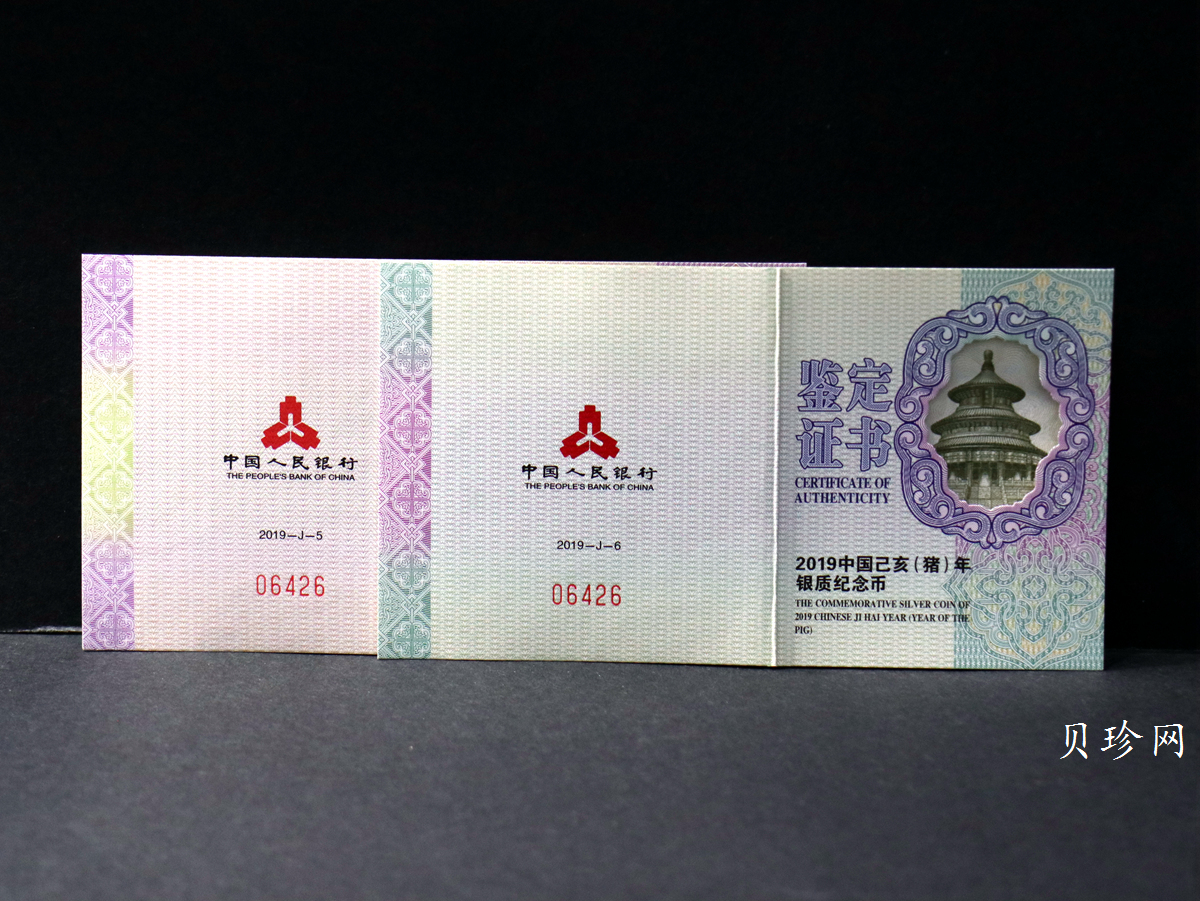 中国人民银行
THE PEOPLE'S BANK OF CHINA
2019—J—5
06426
中国人民银行
THE PEOPLE'S BANK OF CHINA
2019—J—6
06426
鉴定
证书
CERTIFICATE OF
AUTHENTICITY
2019中国己亥(猪)年
银质纪念币
THE COMMEMORATIVE SILVER COIN OF
2019 CHINESE JI HAI YEAR (YEAR OF THE
PIG)
贝珍网